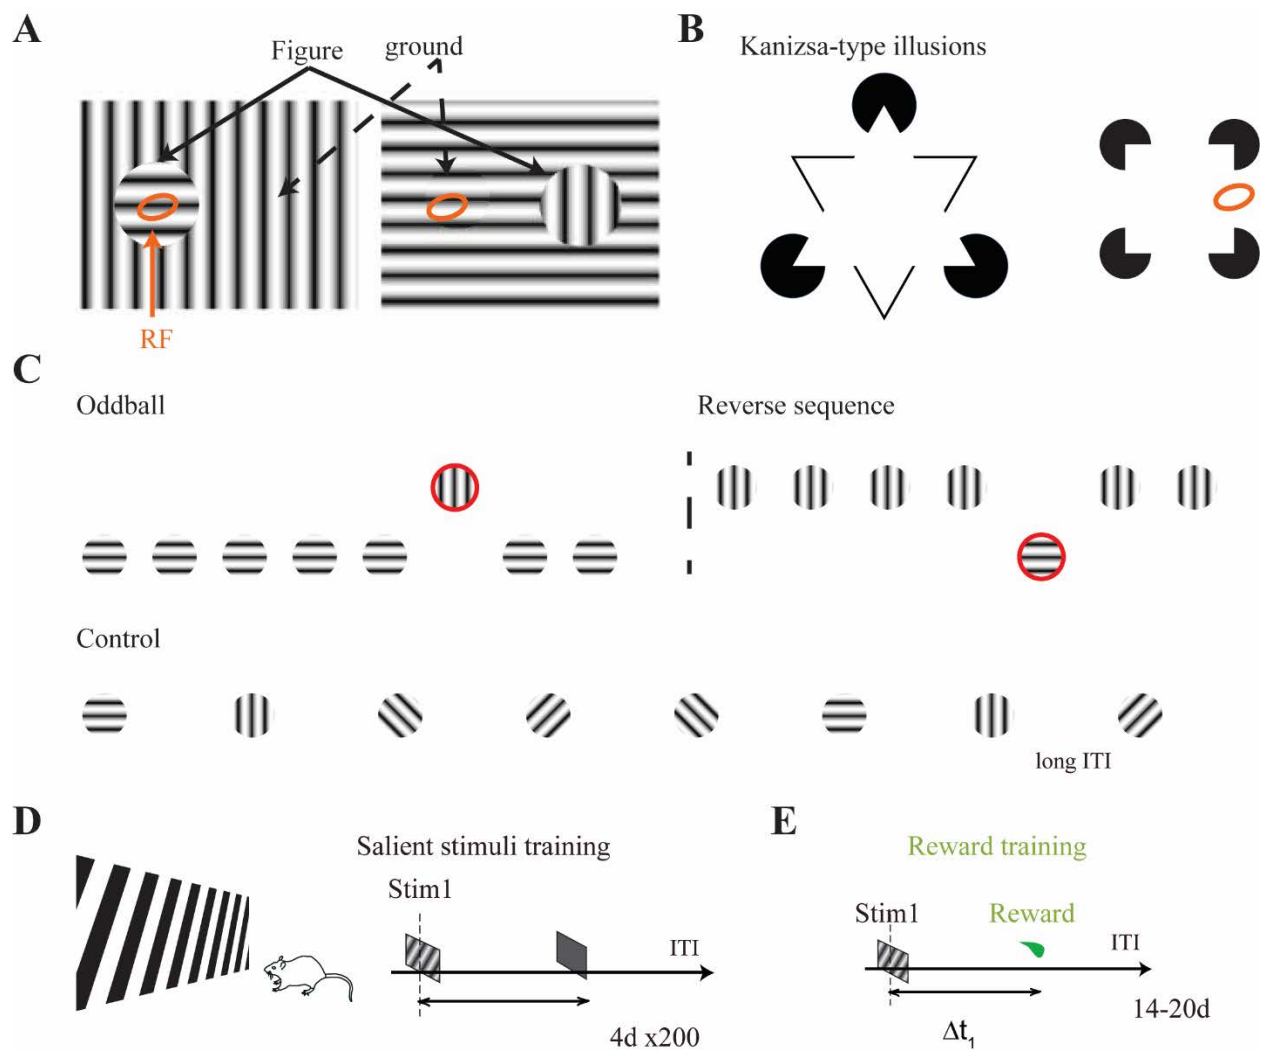 A
Figure
ground
RF
B
Kanizsa-type illusions
C
Oddball
Reverse sequence
Control
long ITI
D
Salient stimuli training
Stim1
ITI
4d x200
E
Reward training
Stim1
Reward
ITI
14-20d
Δt₁